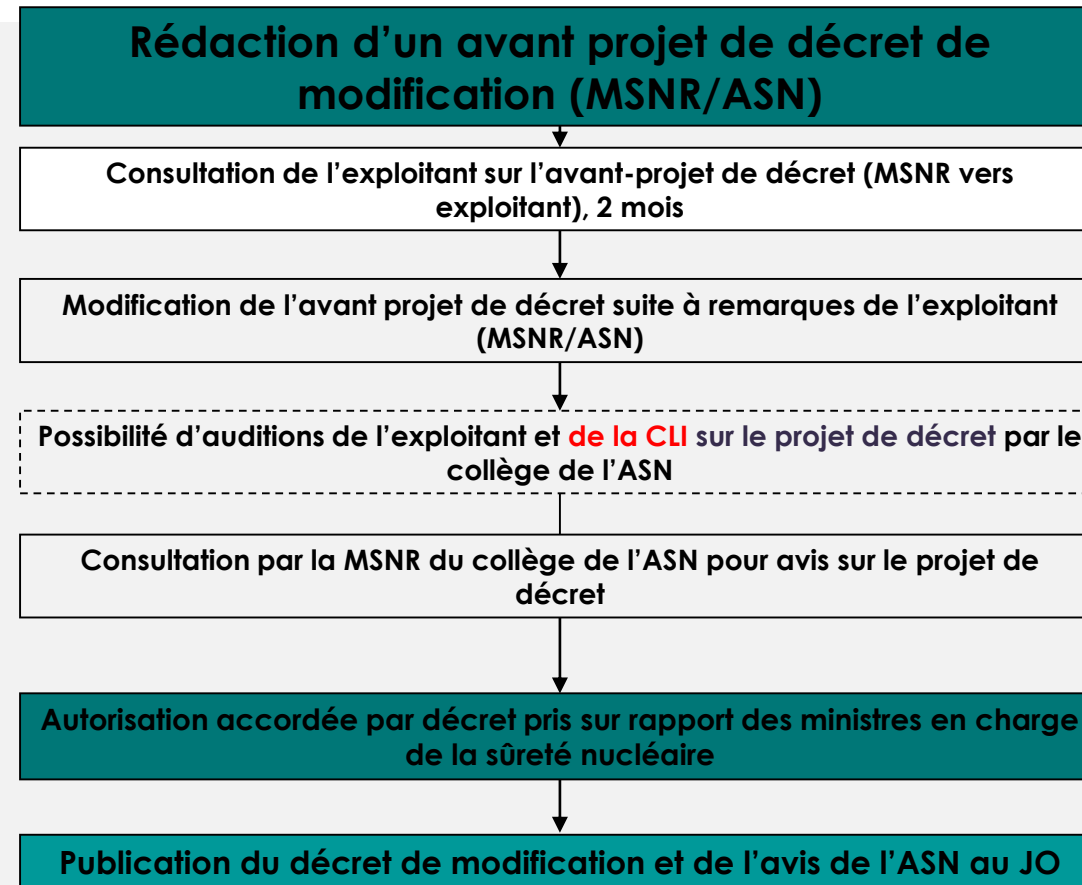 Rédaction d’un avant projet de décret de
modification (MSNR/ASN)
Consultation de l’exploitant sur l’avant-projet de décret (MSNR vers
exploitant), 2 mois
Modification de l’avant projet de décret suite à remarques de l’exploitant
(MSNR/ASN)
Possibilité d’auditions de l’exploitant et de la CLI sur le projet de décret par le
collège de l’ASN
Consultation par la MSNR du collège de l’ASN pour avis sur le projet de
décret
Autorisation accordée par décret pris sur rapport des ministres en charge
de la sûreté nucléaire
Publication du décret de modification et de l’avis de l’ASN au JO